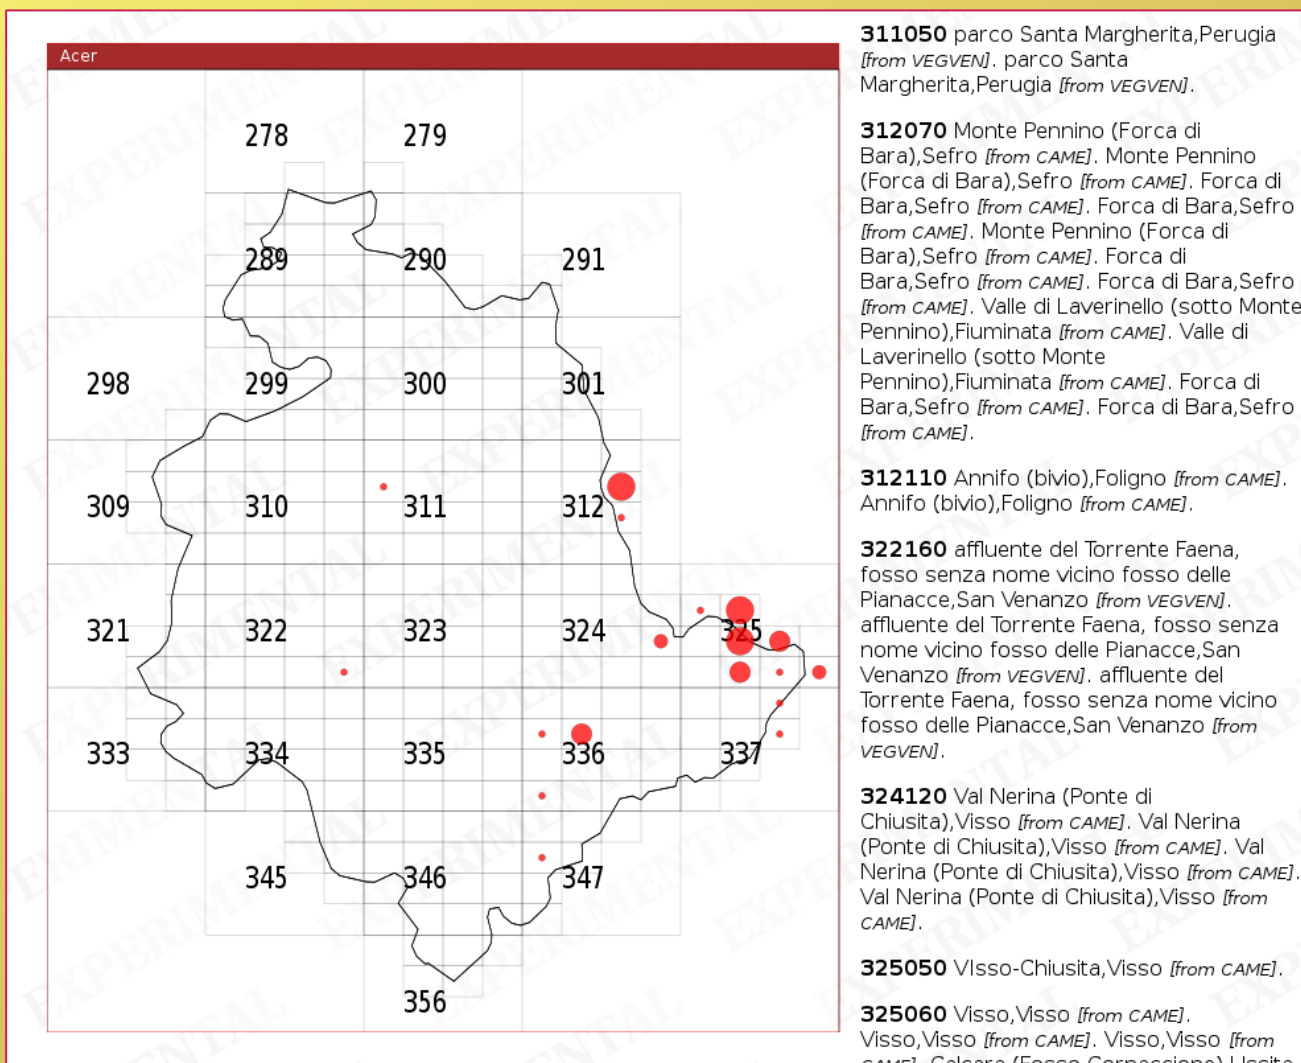 Acer
278
279
289
290
291
298
299
300
301
309
310
311
312
321
322
323
324
325
333
334
335
336
337
345
346
347
356
311050 parco Santa Margherita,Perugia
[from VEGVEN]. parco Santa
Margherita,Perugia [from VEGVEN].
312070 Monte Pennino (Forca di
Bara),Sefro [from CAME]. Monte Pennino
(Forca di Bara),Sefro [from CAME]. Forca di
Bara,Sefro [from CAME]. Forca di Bara,Sefro
[from CAME]. Monte Pennino (Forca di
Bara),Sefro [from CAME]. Forca di
Bara,Sefro [from CAME]. Forca di Bara,Sefro
[from CAME]. Valle di Laverinello (sotto Monte
Pennino),Fiuminata [from CAME]. Valle di
Laverinello (sotto Monte
Pennino),Fiuminata [from CAME]. Forca di
Bara,Sefro [from CAME]. Forca di Bara,Sefro
[from CAME].
312110 Annifo (bivio),Foligno [from CAME].
Annifo (bivio),Foligno [from CAME].
322160 affluente del Torrente Faena,
fosso senza nome vicino fosso delle
Pianacce,San Venanzo [from VEGVEN].
affluente del Torrente Faena, fosso senza
nome vicino fosso delle Pianacce,San
Venanzo [from VEGVEN]. affluente del
Torrente Faena, fosso senza nome vicino
fosso delle Pianacce,San Venanzo [from
VEGVEN].
324120 Val Nerina (Ponte di
Chiusita),Visso [from CAME]. Val Nerina
(Ponte di Chiusita),Visso [from CAME]. Val
Nerina (Ponte di Chiusita),Visso [from CAME].
Val Nerina (Ponte di Chiusita),Visso [from
CAME].
325050 VIsso-Chiusita,Visso [from CAME].
325060 Visso,Visso [from CAME].
Visso,Visso [from CAME]. Visso,Visso [from
EXPERIMENTAL